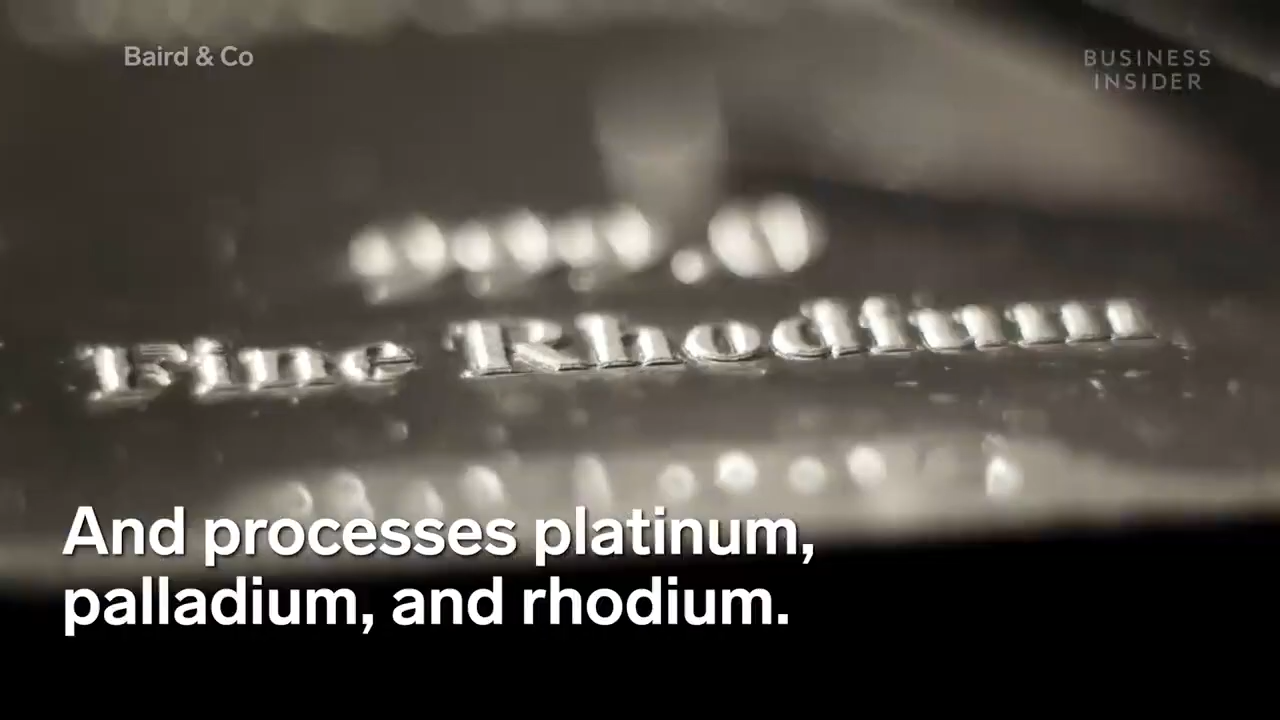 Baird & Co
BUSINESS
INSIDER
Fine Rhodium
And processes platinum,
palladium, and rhodium.